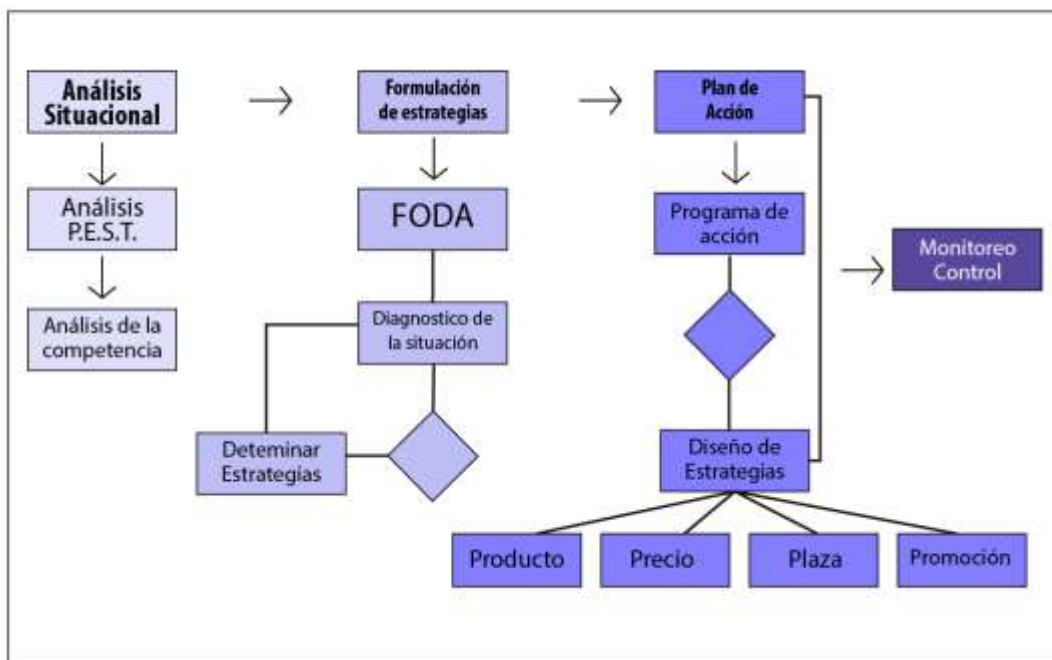 Análisis
Situacional
Análisis
P.E.S.T.
Análisis de la
competencia
Formulación
de estrategias
FODA
Diagnostico de
la situación
Deteminar
Estrategias
Plan de
Acción
Programa de
acción
Diseño de
Estrategias
Producto
Precio
Plaza
Promoción
Monitoreo
Control